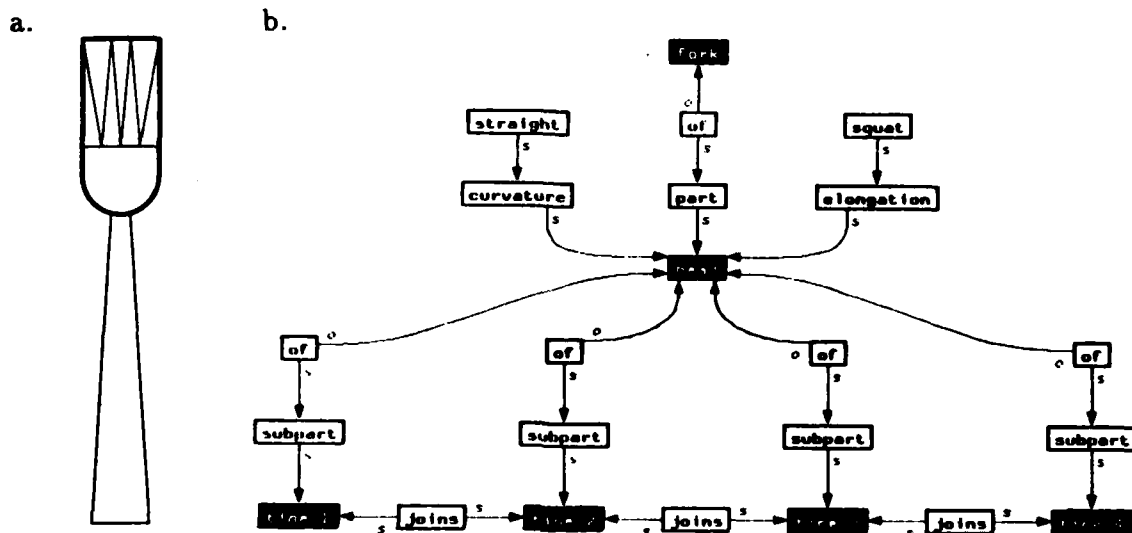 a.
b.
fork
o
straight
of
squat
s
s
s
curvature
part
elongation
s
s
s
o
o
o
o
of
of
of
of
s
s
s
subpart
subpart
subpart
subpart
s
s
s
joins
joins
joins
s
s
s
s
s
s